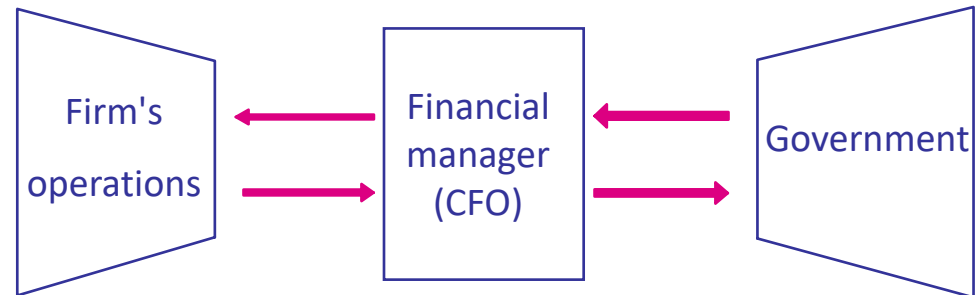 Firm's
operations
Financial
manager
(CFO)
Government